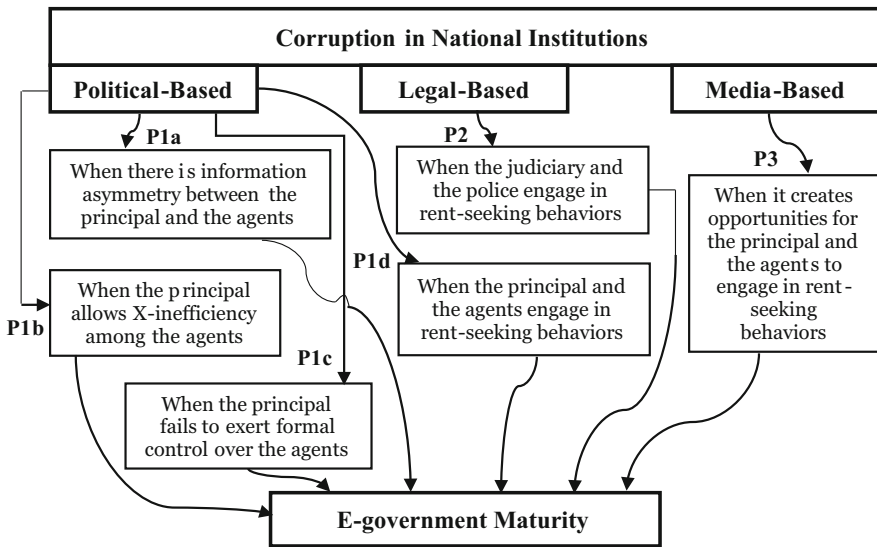 Corruption in National Institutions
Political-Based
Legal-Based
Media-Based
P1a
When there is information
asymmetry between the
principal and the agents
P2
When the judiciary and
the police engage in
rent-seeking behaviors
P3
When it creates
opportunities for
the principal and
the agents to
engage in rent-
seeking
behaviors
P1b
When the principal
allows X-inefficiency
among the agents
P1d
When the principal and
the agents engage in
rent-seeking behaviors
P1c
When the principal
fails to exert formal
control over the agents
E-government Maturity